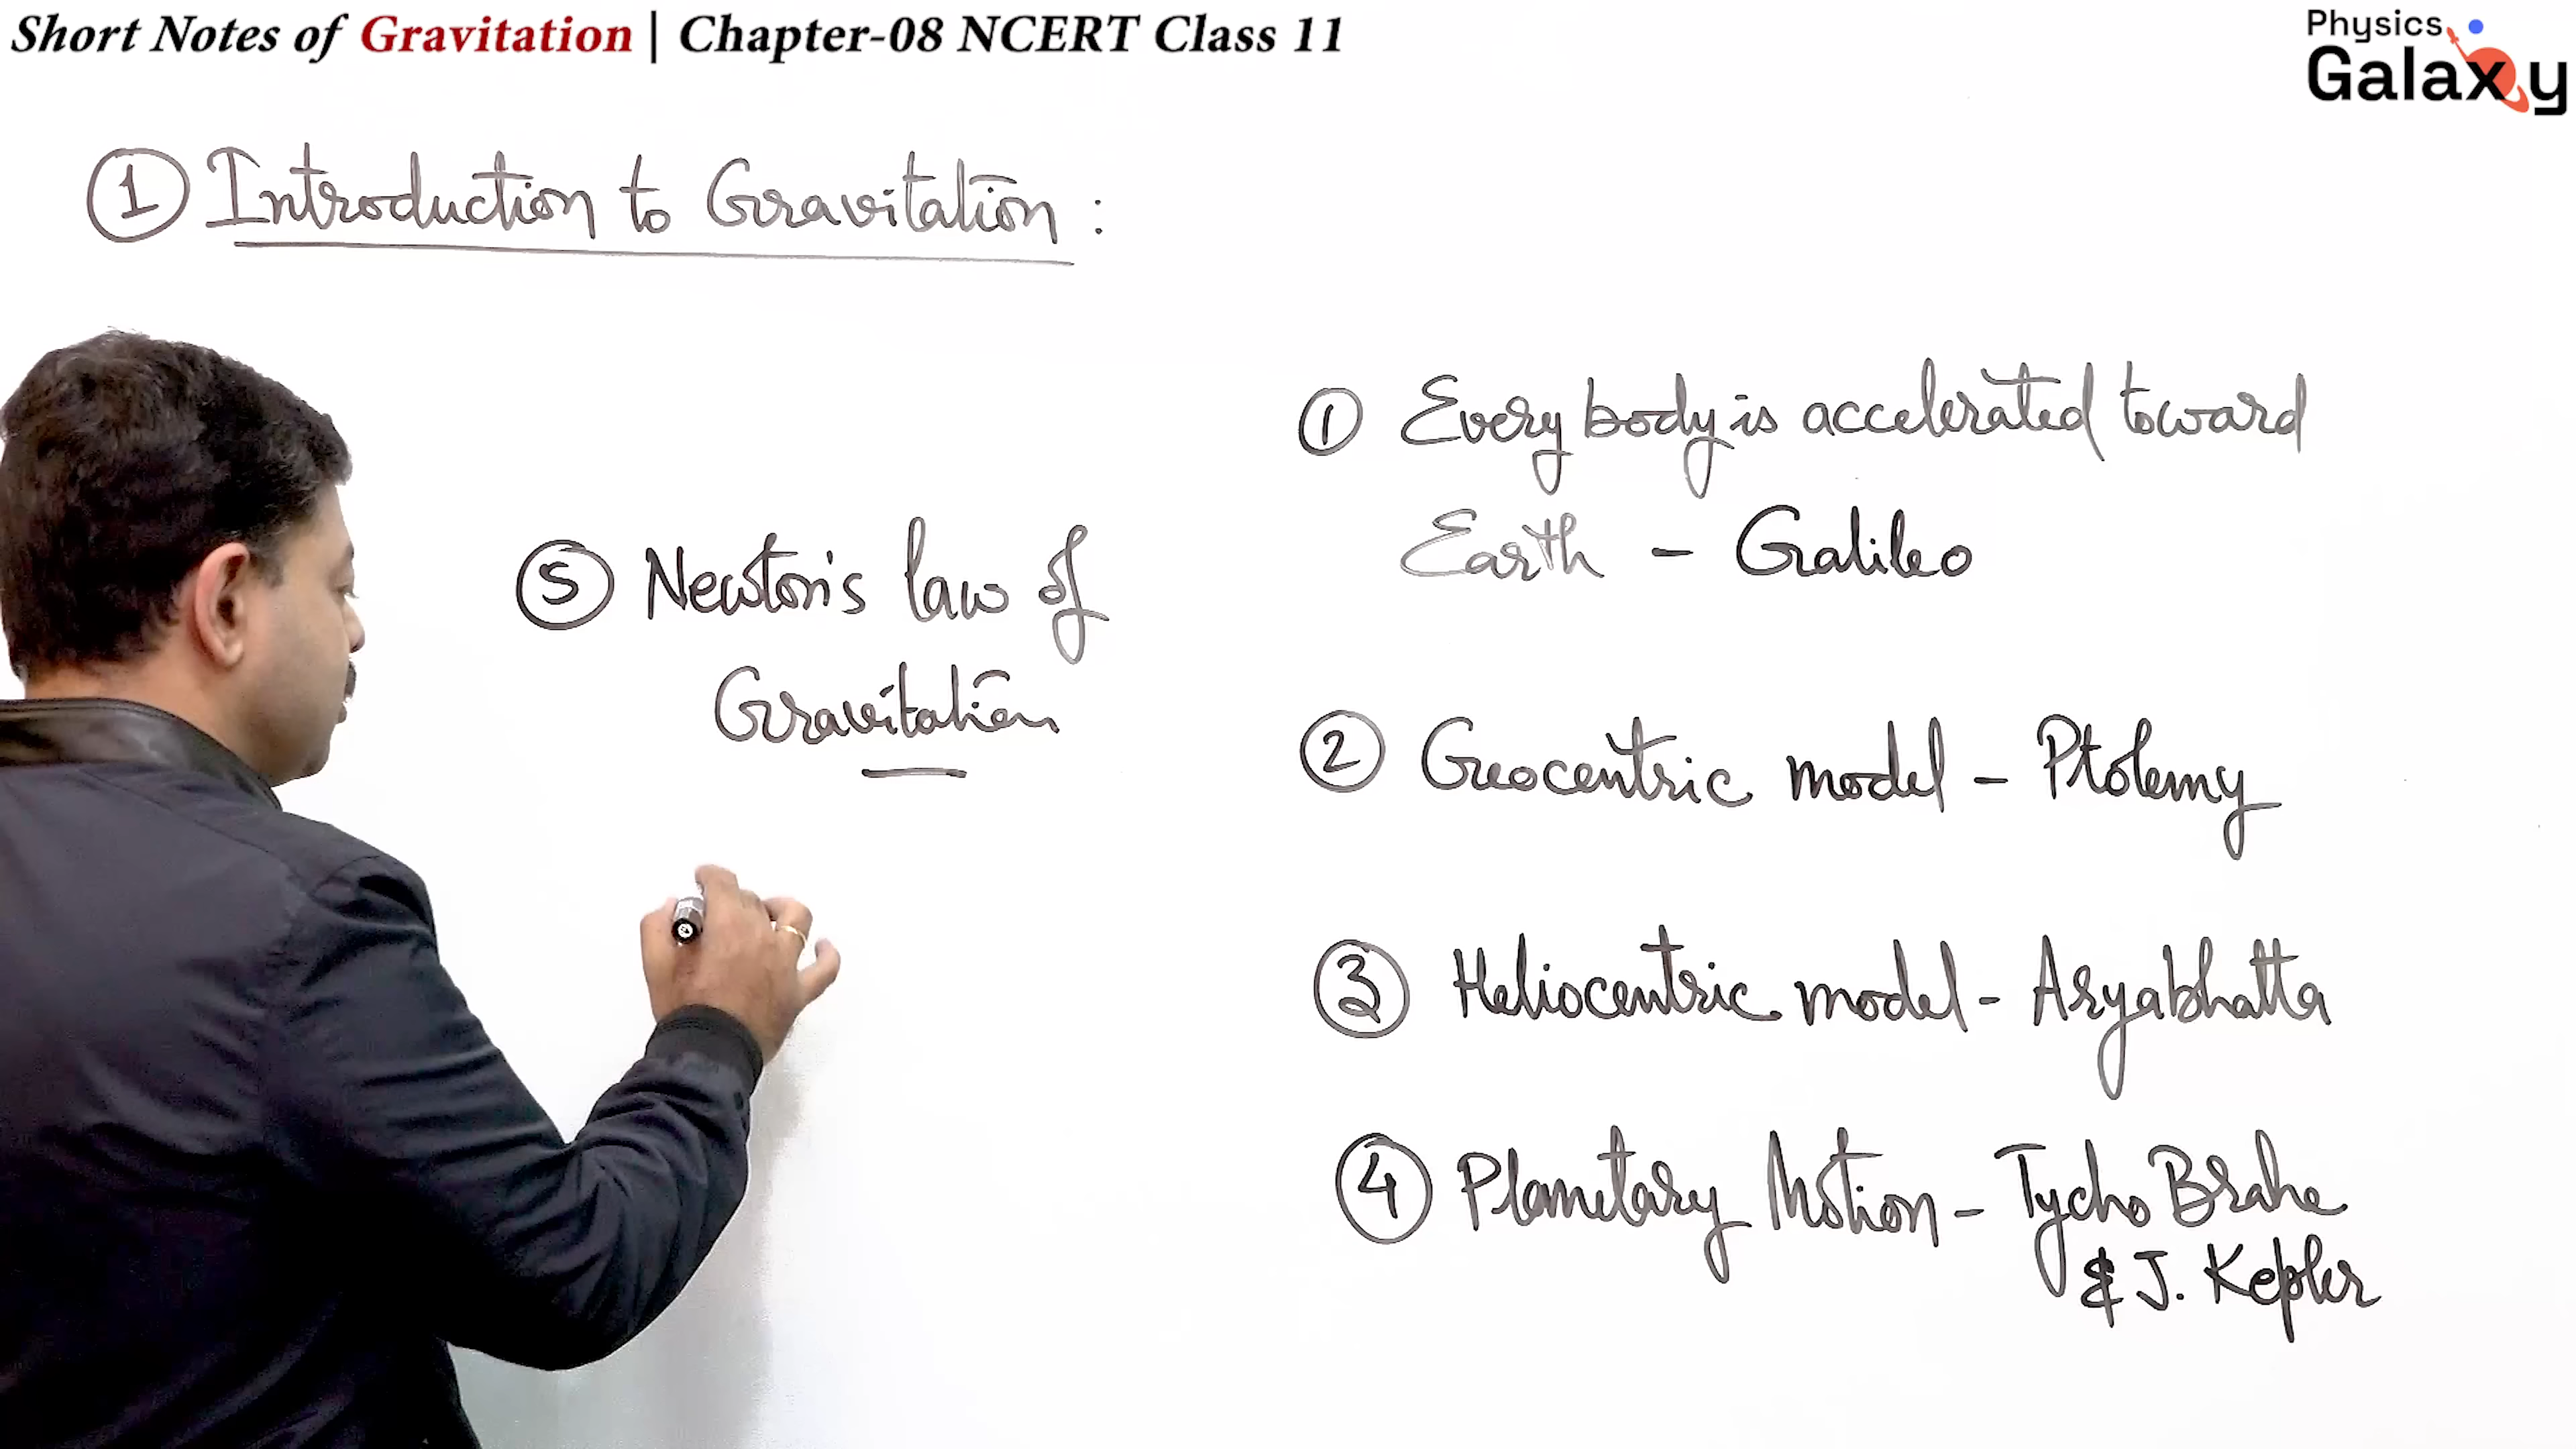 Short Notes of Gravitation | Chapter-08 NCERT Class 11
Physics
Galaxy
1 Introduction to Gravitation :
1 Every body is accelerated toward
Earth - Galileo
2 Geocentric model - Ptolemy
3 Heliocentric model - Aryabhatta
4 Planetary Motion - Tycho Brahe
& J. Kepler
5 Newton's law of
Gravitation